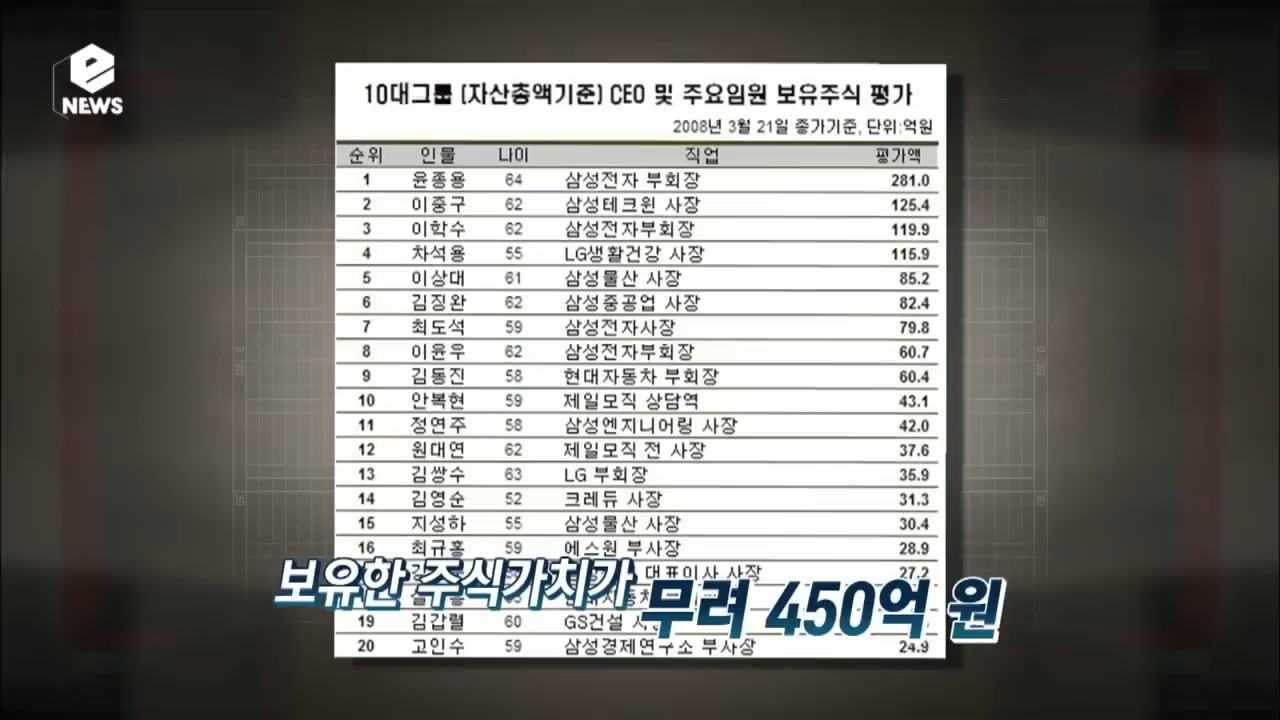 e
NEWS
10대그룹 (자산총액기준) CEO 및 주요임원 보유주식 평가
2008년 3월 21일 종가기준, 단위:억원
순위 인물 나이 직업 평가액
1 윤종용 64 삼성전자 부회장 281.0
2 이중구 62 삼성테크윈 사장 125.4
3 이학수 62 삼성전자부회장 119.9
4 차석용 55 LG생활건강 사장 115.9
5 이상대 61 삼성물산 사장 85.2
6 김징완 62 삼성중공업 사장 82.4
7 최도석 59 삼성전자사장 79.8
8 이윤우 62 삼성전자부회장 60.7
9 김동진 58 현대자동차 부회장 60.4
10 안복현 59 제일모직 상담역 43.1
11 정연주 58 삼성엔지니어링 사장 42.0
12 원대연 62 제일모직 전 사장 37.6
13 김쌍수 63 LG 부회장 35.9
14 김영순 52 크레듀 사장 31.3
15 지성하 55 삼성물산 사장 30.4
16 최규홍 59 에스원 부사장 28.9
대표이사 사장 27.2
보유한 주식가치가
무려 450억 원
19 김갑렬 60 GS건설
20 고인수 59 삼성경제연구소 부사장 24.9